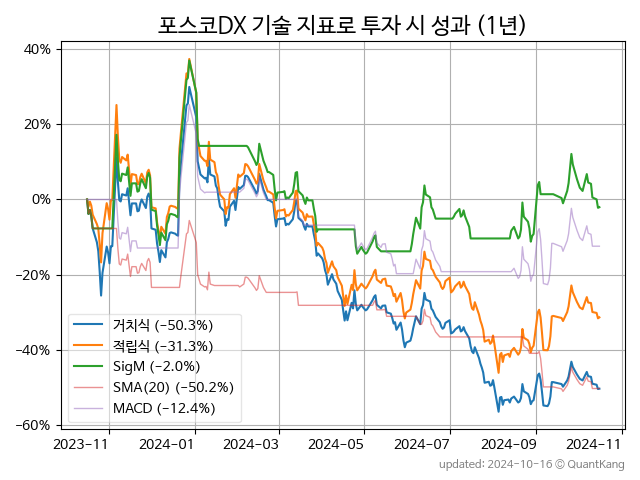 포스코DX 기술 지표로 투자 시 성과 (1년)
40%
20%
0%
−20%
−40%
−60%
거치식 (−50.3%)
적립식 (−31.3%)
SigM (−2.0%)
SMA(20) (−50.2%)
MACD (−12.4%)
2023−11
2024−01
2024−03
2024−05
2024−07
2024−09
2024−11
updated: 2024-10-16 © QuantKang